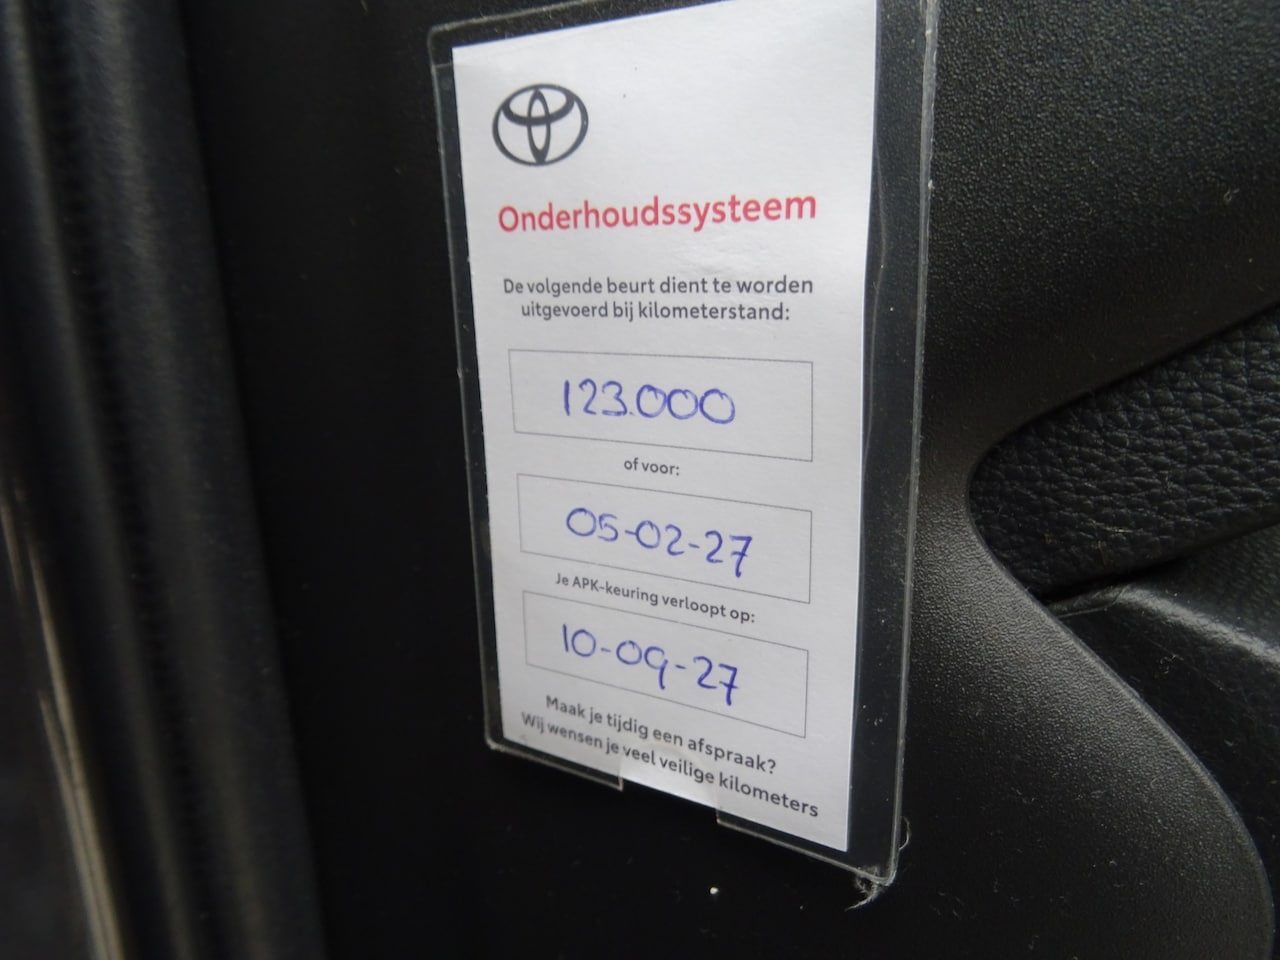 Onderhoudssysteem
De volgende beurt dient te worden
uitgevoerd bij kilometerstand:
123.000
of voor:
05-02-27
Je APK-keuring verloopt op:
10-09-27
Maak je tijdig een afspraak?
Wij wensen je veel veilige kilometers